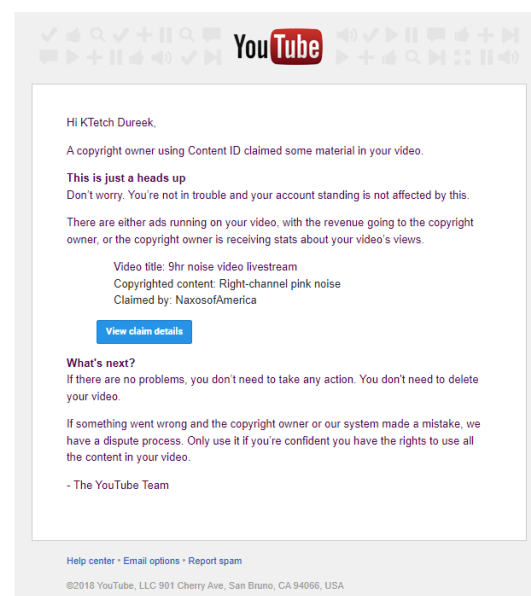 YouTube
Hi KTetch Dureek,
A copyright owner using Content ID claimed some material in your video.
This is just a heads up
Don't worry. You're not in trouble and your account standing is not affected by this.
There are either ads running on your video, with the revenue going to the copyright
owner, or the copyright owner is receiving stats about your video's views.
Video title: 9hr noise video livestream
Copyrighted content: Right-channel pink noise
Claimed by: NaxosofAmerica
View claim details
What's next?
If there are no problems, you don't need to take any action. You don't need to delete
your video.
If something went wrong and the copyright owner or our system made a mistake, we
have a dispute process. Only use it if you're confident you have the rights to use all
the content in your video.
- The YouTube Team
Help center • Email options • Report spam
©2018 YouTube, LLC 901 Cherry Ave, San Bruno, CA 94066, USA